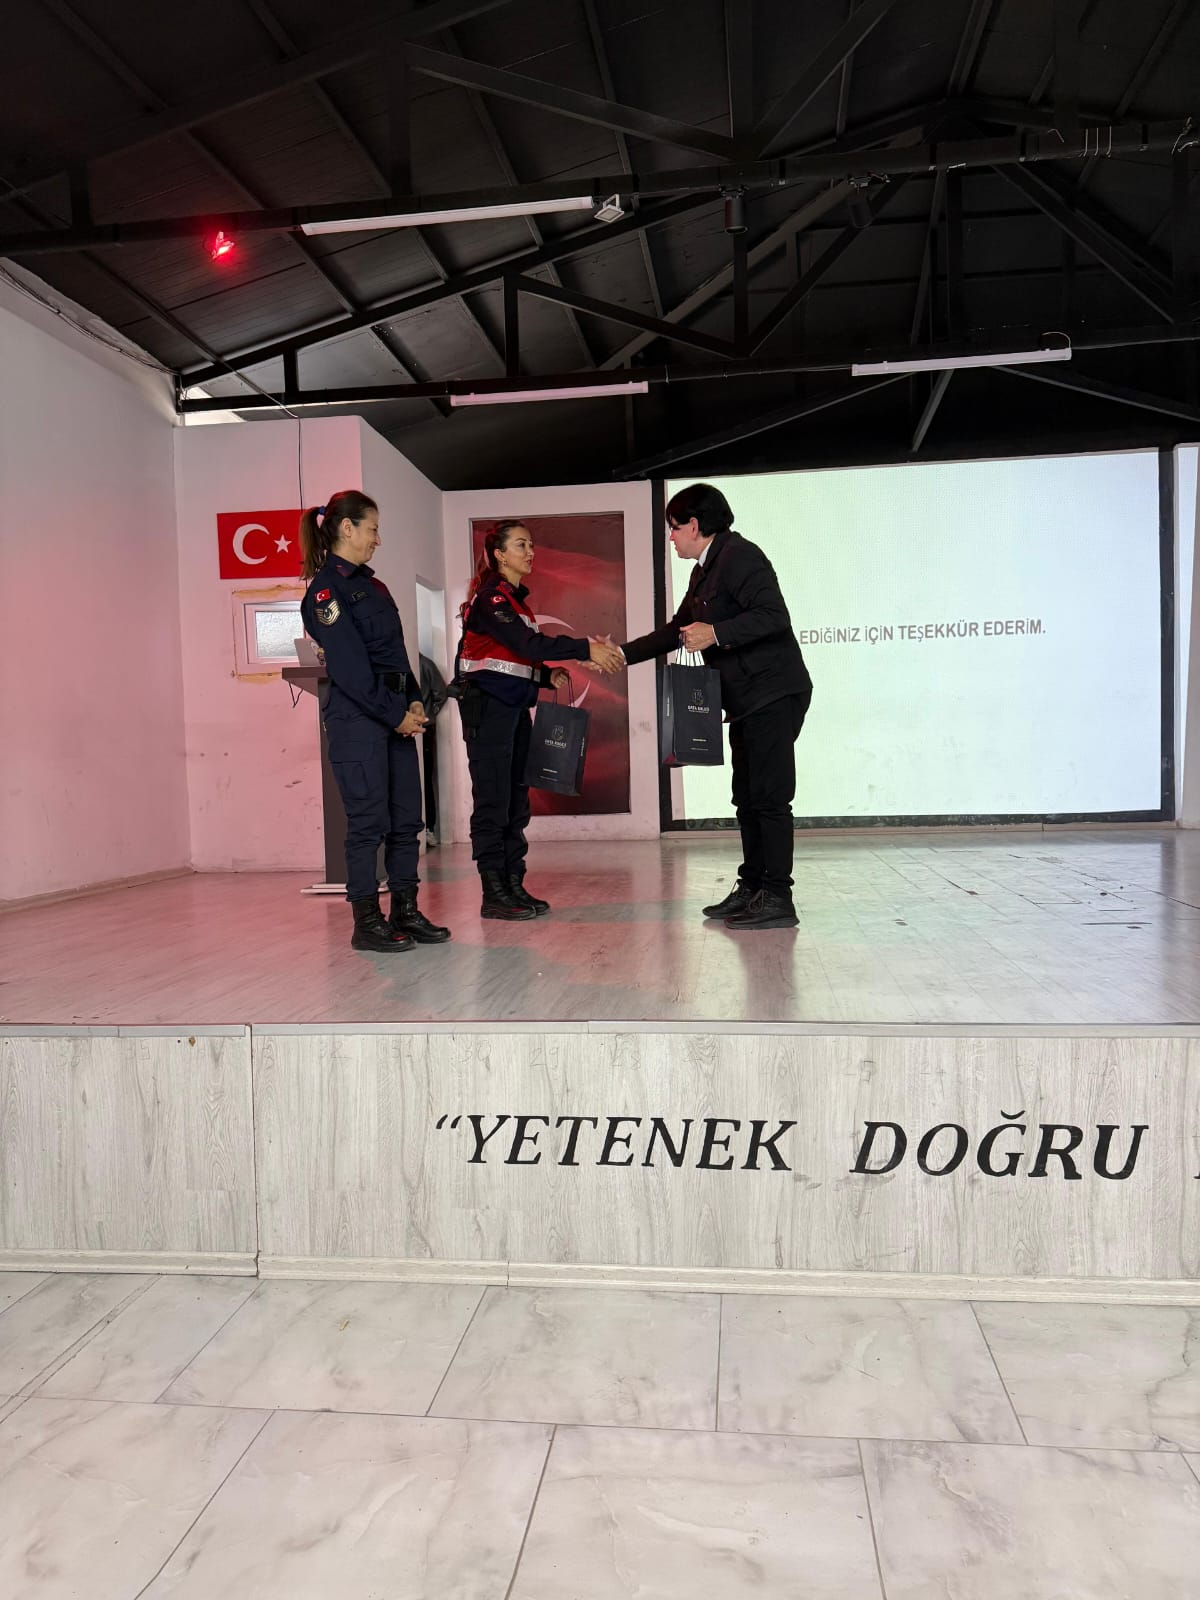 EDİĞİNİZ İÇİN TEŞEKKÜR EDERİM.
"YETENEK DOĞRU